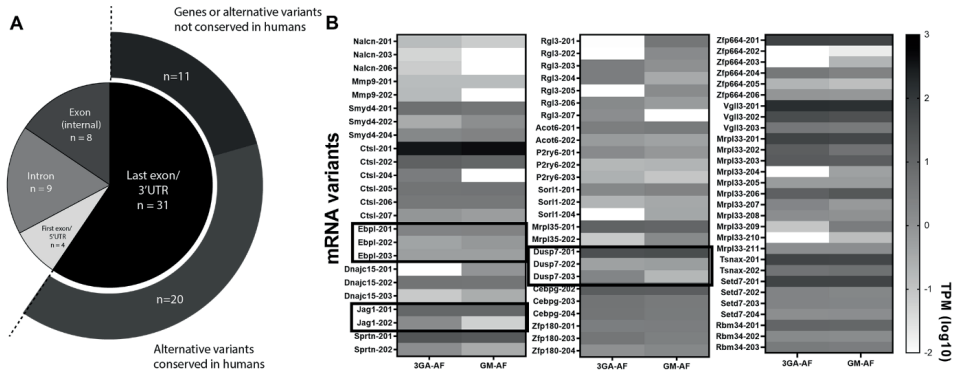 A
Genes or alternative variants
not conserved in humans
n=11
Exon
(internal)
n = 8
Intron
n = 9
First exon/
5'UTR
n = 4
Last exon/
3'UTR
n = 31
n=20
Alternative variants
conserved in humans
B
mRNA variants
Nalcn-201
Nalcn-203
Nalcn-206
Mmp9-201
Mmp9-202
Smyd4-201
Smyd4-202
Smyd4-204
Ctsl-201
Ctsl-202
Ctsl-204
Ctsl-205
Ctsl-206
Ctsl-207
Ebpl-201
Ebpl-202
Ebpl-203
Dnajc15-201
Dnajc15-202
Dnajc15-203
Jag1-201
Jag1-202
Sprtn-201
Sprtn-202
3GA-AF GM-AF
Rgl3-201
Rgl3-202
Rgl3-203
Rgl3-204
Rgl3-205
Rgl3-206
Rgl3-207
Acot6-201
Acot6-202
P2ry6-201
P2ry6-202
P2ry6-203
Sorl1-201
Sorl1-202
Sorl1-204
Mrpl35-201
Mrpl35-202
Dusp7-201
Dusp7-202
Dusp7-203
Cebpg-202
Cebpg-203
Cebpg-204
Zfp180-201
Zfp180-203
Zfp180-204
3GA-AF GM-AF
Zfp664-201
Zfp664-202
Zfp664-203
Zfp664-204
Zfp664-205
Zfp664-206
Vgll3-201
Vgll3-202
Vgll3-203
Mrpl33-201
Mrpl33-202
Mrpl33-203
Mrpl33-204
Mrpl33-205
Mrpl33-206
Mrpl33-207
Mrpl33-208
Mrpl33-209
Mrpl33-210
Mrpl33-211
Tsnax-201
Tsnax-202
Setd7-201
Setd7-202
Setd7-203
Setd7-204
Rbm34-201
Rbm34-202
Rbm34-203
3GA-AF GM-AF
3
2
1
0
-1
-2
TPM (log10)